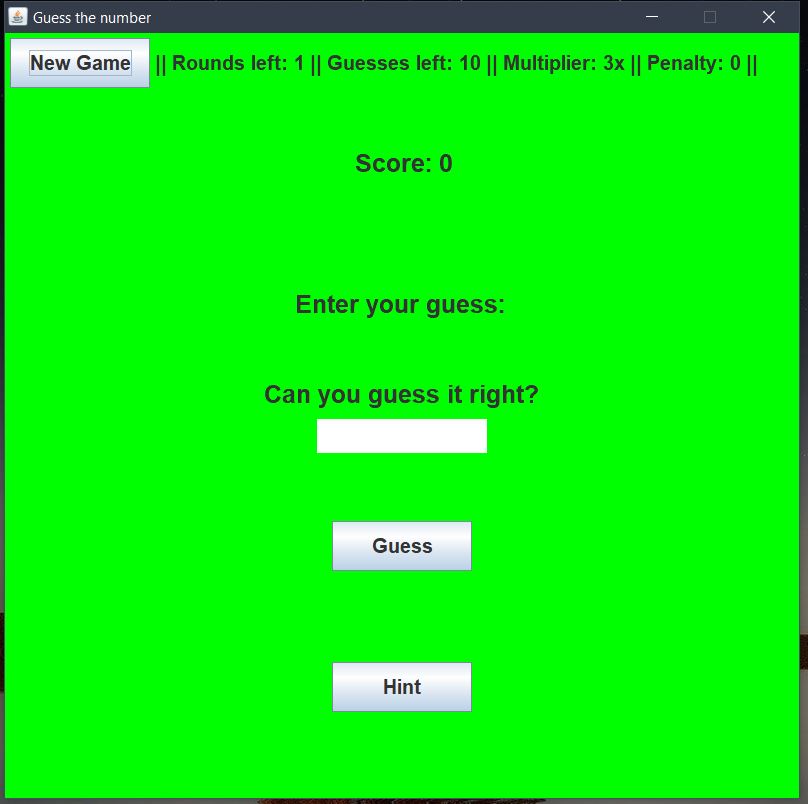 Guess the number
New Game || Rounds left: 1 || Guesses left: 10 || Multiplier: 3x || Penalty: 0 ||
Score: 0
Enter your guess:
Can you guess it right?
Guess
Hint